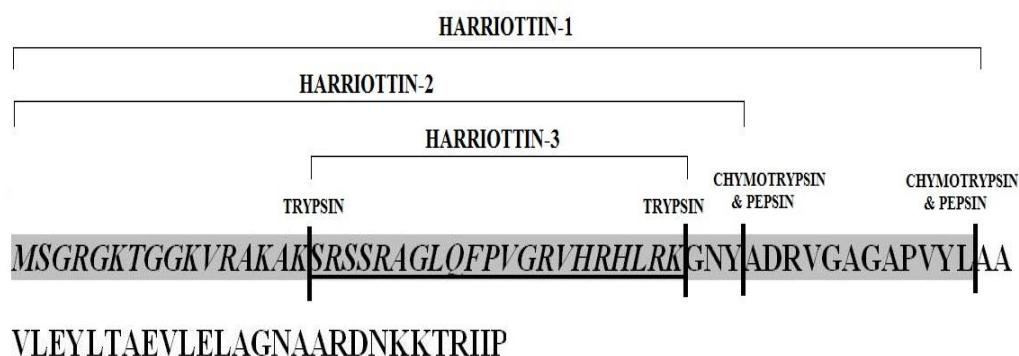 HARRIOTTIN-1
HARRIOTTIN-2
HARRIOTTIN-3
TRYPSIN
TRYPSIN
CHYMOTRYPSIN
& PEPSIN
CHYMOTRYPSIN
& PEPSIN
MSGRGKTGGKVRAKAKSRSSRAGLQFPVGRVHRHLRKGNYADRVGAGAPVYLAA
VLEYLTAEVLELAGNAARDNKKTRIIP